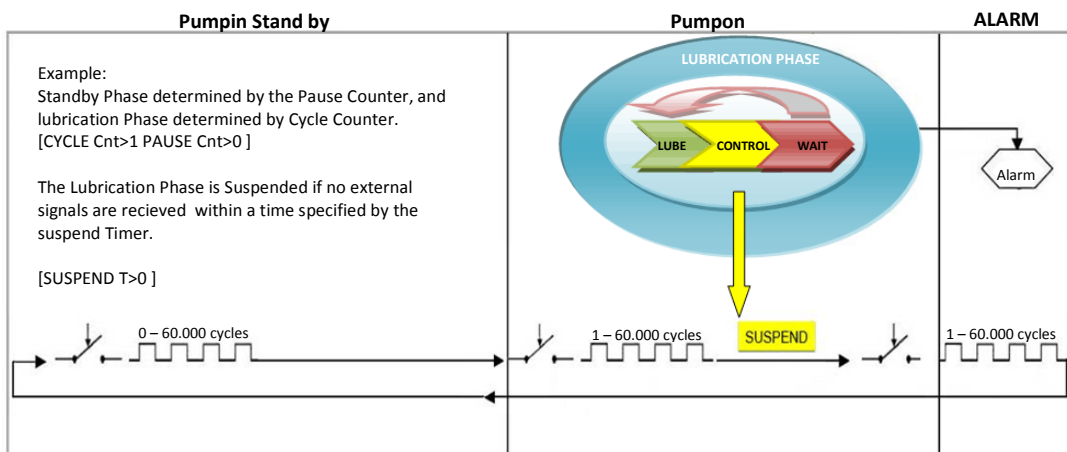 Pumpin Stand by
Pumpon
ALARM
Example:
Standby Phase determined by the Pause Counter, and
lubrication Phase determined by Cycle Counter.
[CYCLE Cnt>1 PAUSE Cnt>0 ]
The Lubrication Phase is Suspended if no external
signals are recieved within a time specified by the
suspend Timer.
[SUSPEND T>0 ]
LUBRICATION PHASE
LUBE
CONTROL
WAIT
Alarm
0 – 60.000 cycles
1 – 60.000 cycles
SUSPEND
1 – 60.000 cycles